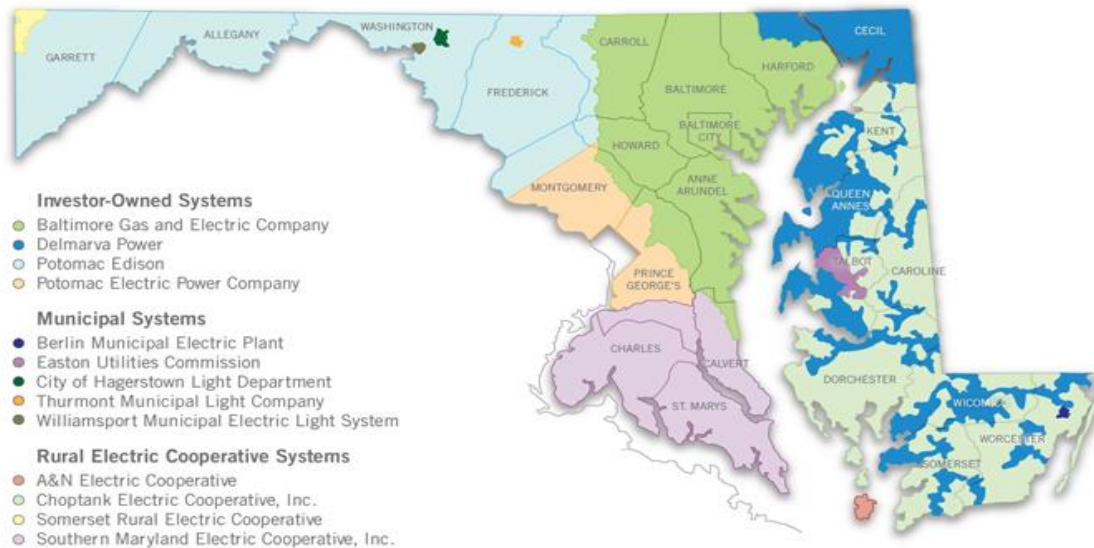 WASHINGTON
ALLEGANY
GARRETT
CARROLL
CECIL
HARFORD
FREDERICK
BALTIMORE
BALTIMORE
CITY
KENT
HOWARD
ANNE
ARUNDEL
MONTGOMERY
QUEEN
ANNES
TALBOT
CAROLINE
PRINCE
GEORGE'S
CHARLES
CALVERT
ST. MARYS
DORCHESTER
WICOMICO
WORCESTER
SOMERSET
Investor-Owned Systems
Baltimore Gas and Electric Company
Delmarva Power
Potomac Edison
Potomac Electric Power Company
Municipal Systems
Berlin Municipal Electric Plant
Easton Utilities Commission
City of Hagerstown Light Department
Thurmont Municipal Light Company
Williamsport Municipal Electric Light System
Rural Electric Cooperative Systems
A&N Electric Cooperative
Choptank Electric Cooperative, Inc.
Somerset Rural Electric Cooperative
Southern Maryland Electric Cooperative, Inc.